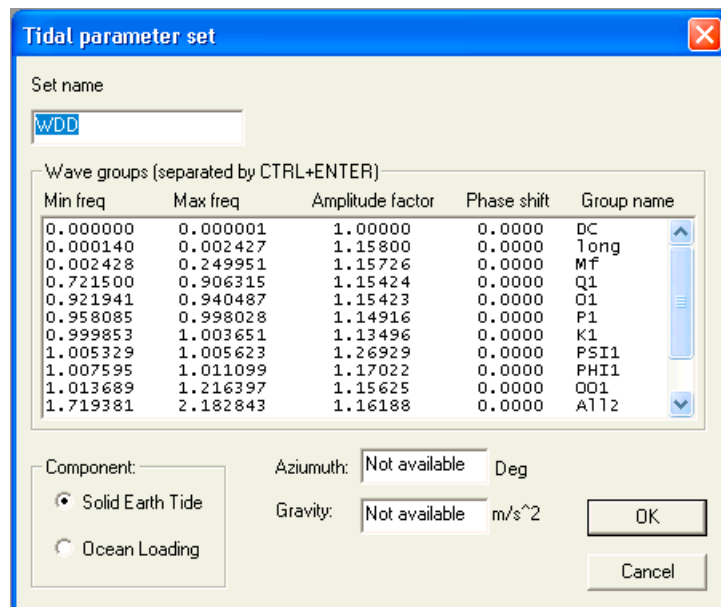 Tidal parameter set
Set name
WDD
Wave groups (separated by CTRL+ENTER)
Min freq Max freq Amplitude factor Phase shift Group name
0.000000 0.000001 1.00000 0.0000 DC
0.000140 0.002427 1.15800 0.0000 long
0.002428 0.249951 1.15726 0.0000 Mf
0.721500 0.906315 1.15424 0.0000 Q1
0.921941 0.940487 1.15423 0.0000 O1
0.958085 0.998028 1.14916 0.0000 P1
0.999853 1.003651 1.13496 0.0000 K1
1.005329 1.005623 1.26929 0.0000 PSI1
1.007595 1.011099 1.17022 0.0000 PHI1
1.013689 1.216397 1.15625 0.0000 OO1
1.719381 2.182843 1.16188 0.0000 All2
Component:
Solid Earth Tide
Ocean Loading
Aziumuth: Not available Deg
Gravity: Not available m/s^2
OK
Cancel